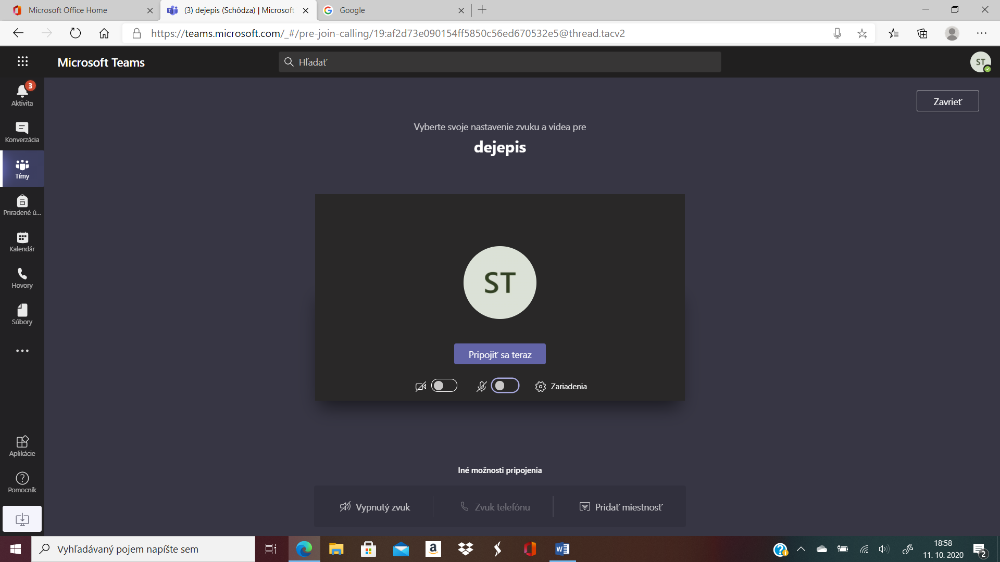 Microsoft Office Home
(3) dejepis (Schôdza) | Microsoft
Google
https://teams.microsoft.com/_#/pre-join-calling/19:af2d73e090154ff5850c56ed670532e5@thread.tacv2
Microsoft Teams
Hľadať
ST
3
Aktivita
Konverzácia
Tímy
Priradené ú...
Kalendár
Hovory
Súbory
Aplikácie
Pomocník
Zavrieť
Vyberte svoje nastavenie zvuku a videa pre
dejepis
ST
Pripojiť sa teraz
Zariadenia
Iné možnosti pripojenia
Vypnutý zvuk
Zvuk telefónu
Pridať miestnosť
Vyhľadávaný pojem napíšte sem
18:58
11. 10. 2020
2